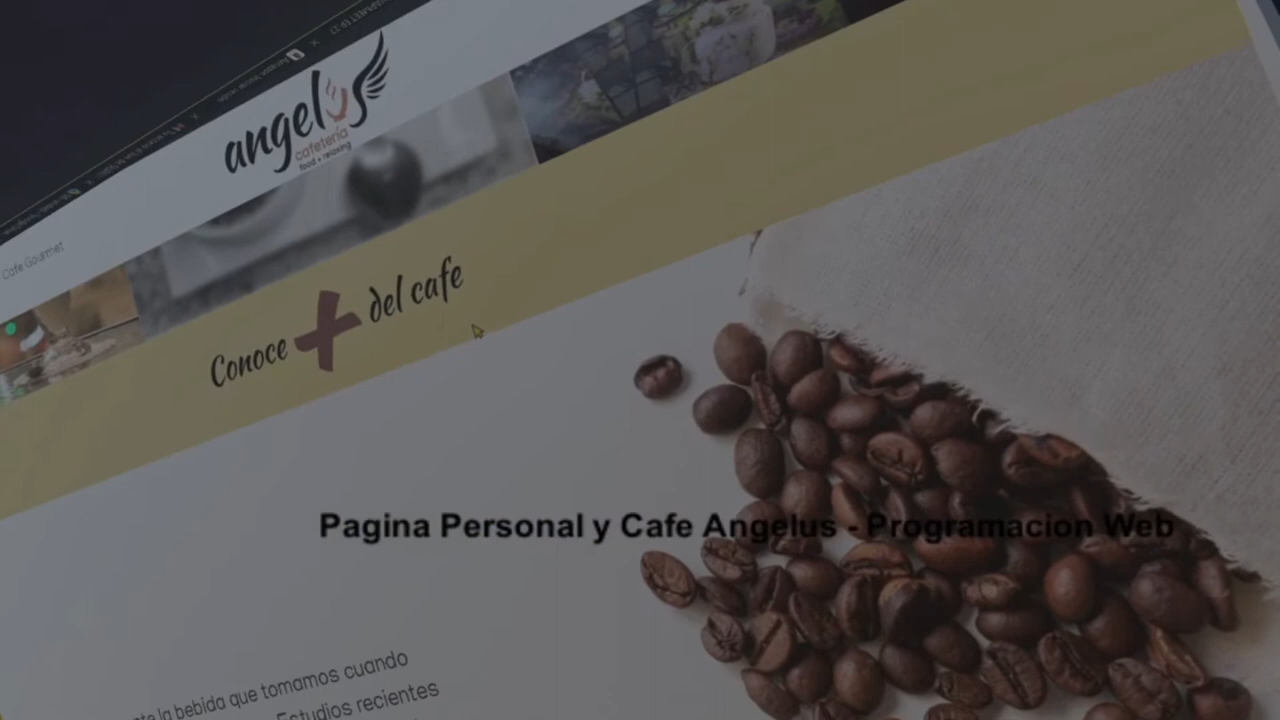 angelus
cafetería
food + relaxing
Cafe Gourmet
Conoce + del cafe
Pagina Personal y Cafe Angelus - Programacion Web
la bebida que tomamos cuando
Estudios recientes